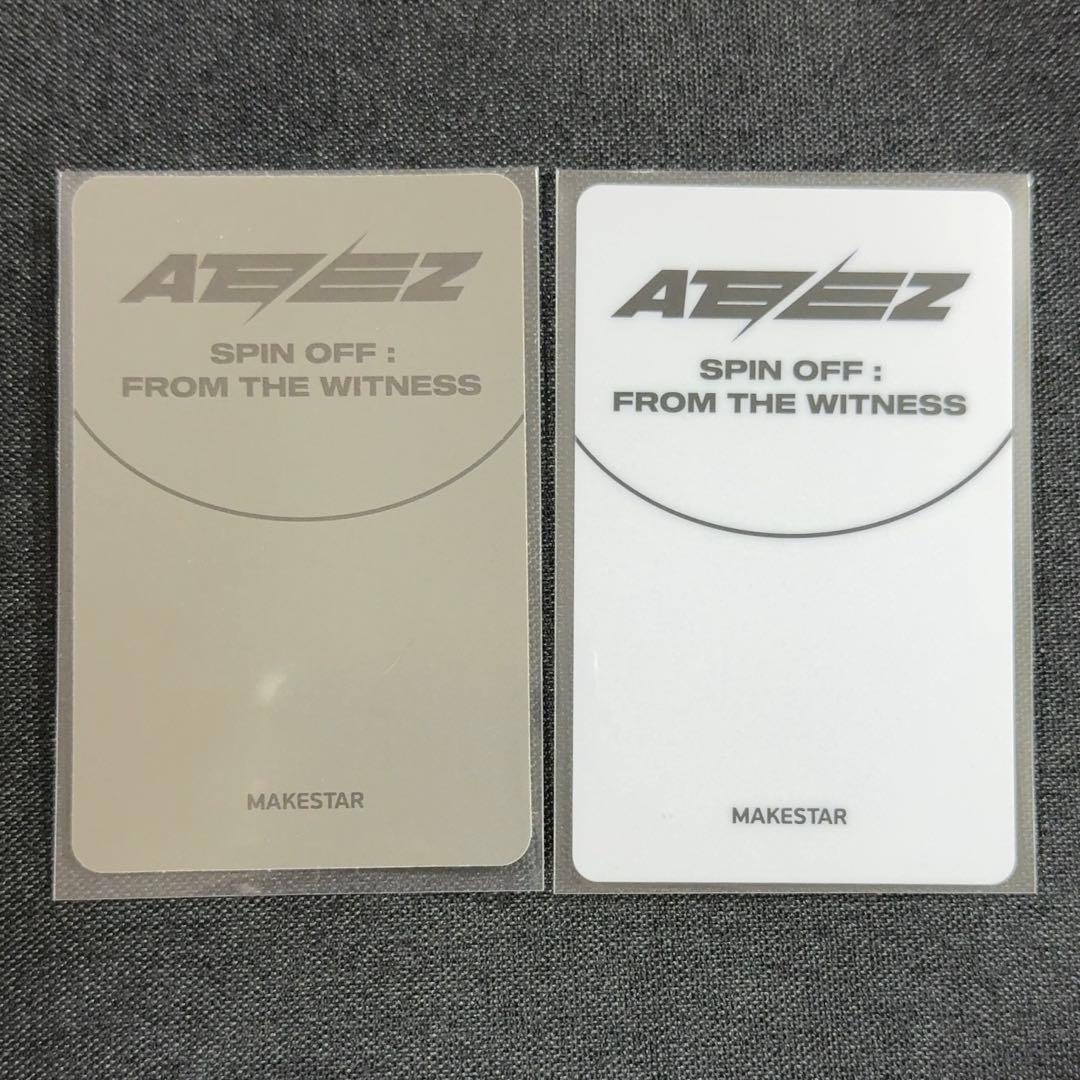 ATEEZ
SPIN OFF :
FROM THE WITNESS
MAKESTAR
ATEEZ
SPIN OFF :
FROM THE WITNESS
MAKESTAR